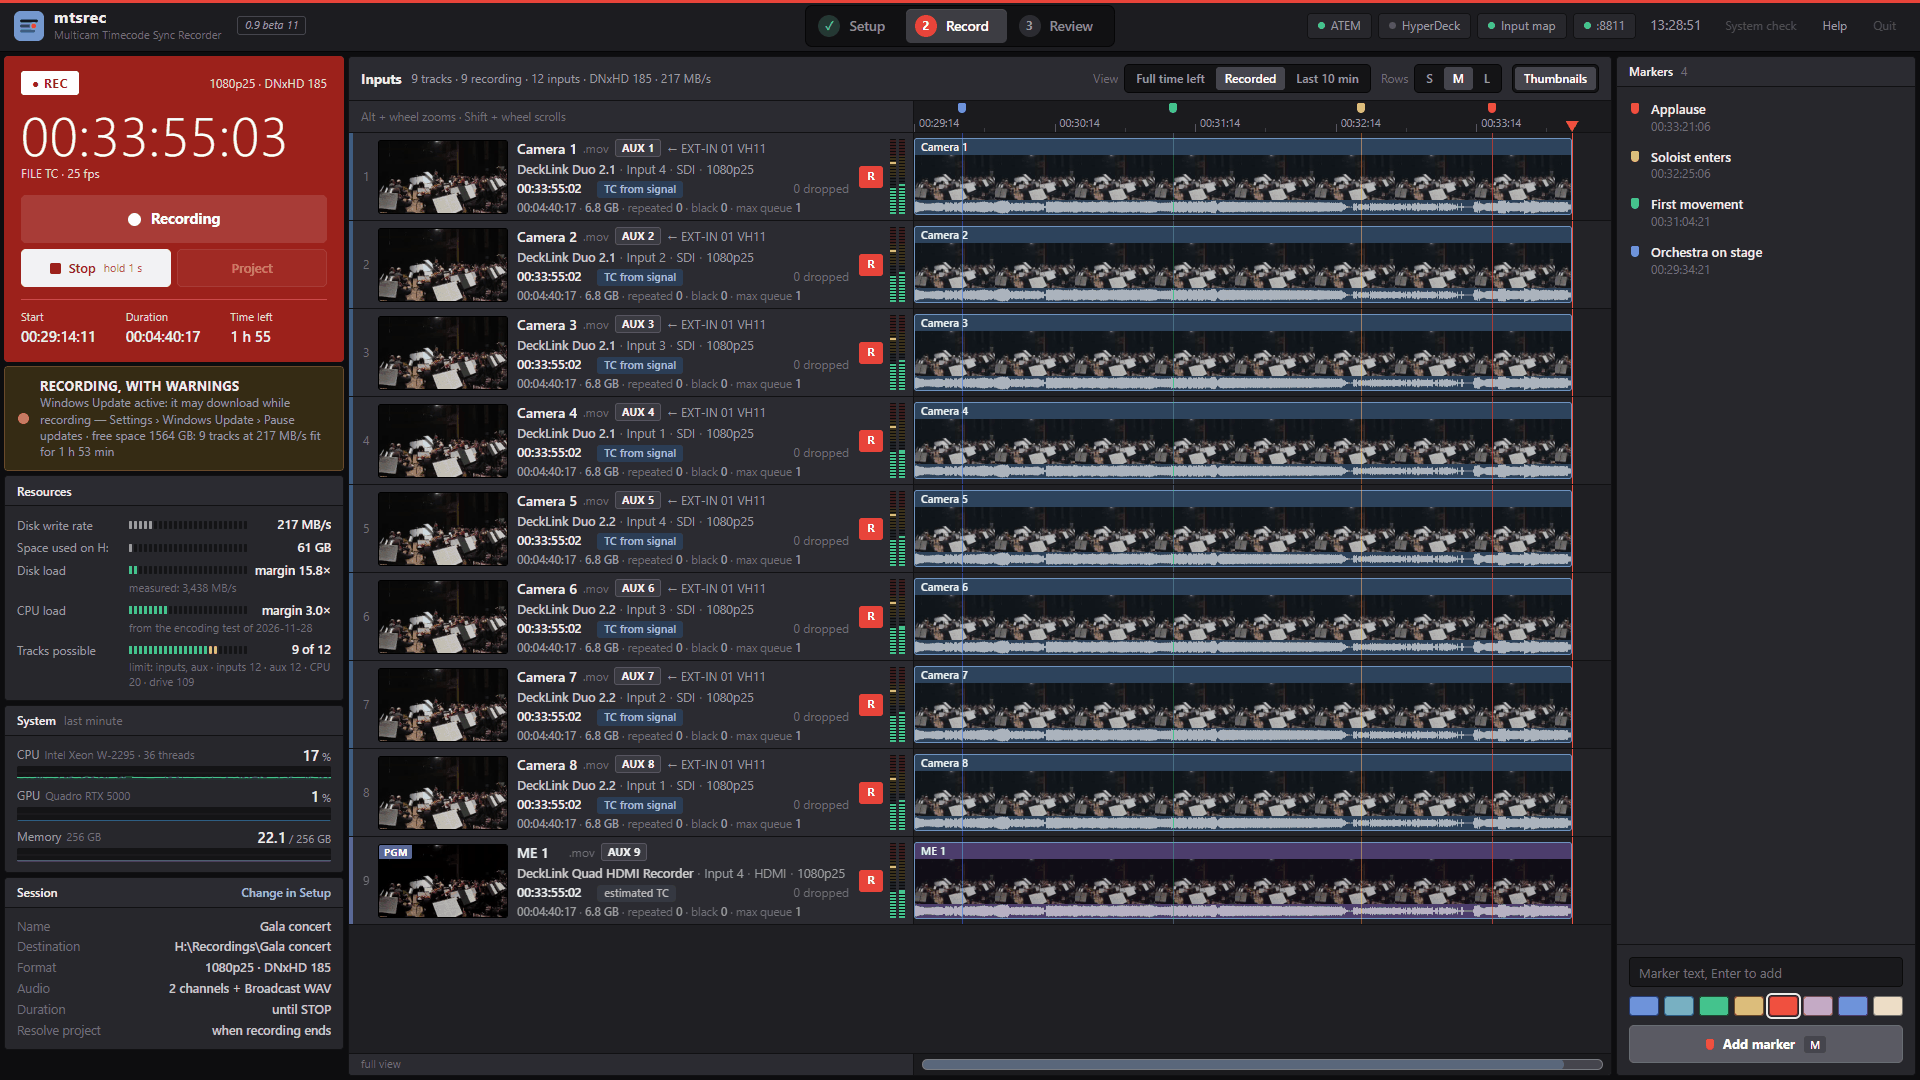 mtsrec
Multicam Timecode Sync Recorder
0.9 beta 11
Setup
2 Record
3 Review
ATEM
HyperDeck
Input map
:8811
13:28:51
System check
Help
Quit
REC
1080p25 · DNxHD 185
00:33:55:03
FILE TC · 25 fps
Recording
Stop hold 1 s
Project
Start
Duration
Time left
00:29:14:11
00:04:40:17
1 h 55
RECORDING, WITH WARNINGS
Windows Update active: it may download while
recording — Settings › Windows Update › Pause
updates · free space 1564 GB: 9 tracks at 217 MB/s fit
for 1 h 53 min
Resources
Disk write rate 217 MB/s
Space used on H: 61 GB
Disk load margin 15.8×
measured: 3,438 MB/s
CPU load margin 3.0×
from the encoding test of 2026-11-28
Tracks possible 9 of 12
limit: inputs, aux · inputs 12 · aux 12 · CPU
20 · drive 109
System last minute
CPU Intel Xeon W-2295 · 36 threads 17 %
GPU Quadro RTX 5000 1 %
Memory 256 GB 22.1 / 256 GB
Session Change in Setup
Name Gala concert
Destination H:\Recordings\Gala concert
Format 1080p25 · DNxHD 185
Audio 2 channels + Broadcast WAV
Duration until STOP
Resolve project when recording ends
Inputs 9 tracks · 9 recording · 12 inputs · DNxHD 185 · 217 MB/s
View Full time left Recorded Last 10 min
Rows S M L
Thumbnails
Alt + wheel zooms · Shift + wheel scrolls
00:29:14 00:30:14 00:31:14 00:32:14 00:33:14
1
Camera 1 .mov AUX 1 ← EXT-IN 01 VH11
DeckLink Duo 2.1 · Input 4 · SDI · 1080p25
00:33:55:02 TC from signal 0 dropped
00:04:40:17 · 6.8 GB · repeated 0 · black 0 · max queue 1
R
Camera 1
2
Camera 2 .mov AUX 2 ← EXT-IN 01 VH11
DeckLink Duo 2.1 · Input 2 · SDI · 1080p25
00:33:55:02 TC from signal 0 dropped
00:04:40:17 · 6.8 GB · repeated 0 · black 0 · max queue 1
R
Camera 2
3
Camera 3 .mov AUX 3 ← EXT-IN 01 VH11
DeckLink Duo 2.1 · Input 3 · SDI · 1080p25
00:33:55:02 TC from signal 0 dropped
00:04:40:17 · 6.8 GB · repeated 0 · black 0 · max queue 1
R
Camera 3
4
Camera 4 .mov AUX 4 ← EXT-IN 01 VH11
DeckLink Duo 2.1 · Input 1 · SDI · 1080p25
00:33:55:02 TC from signal 0 dropped
00:04:40:17 · 6.8 GB · repeated 0 · black 0 · max queue 1
R
Camera 4
5
Camera 5 .mov AUX 5 ← EXT-IN 01 VH11
DeckLink Duo 2.2 · Input 4 · SDI · 1080p25
00:33:55:02 TC from signal 0 dropped
00:04:40:17 · 6.8 GB · repeated 0 · black 0 · max queue 1
R
Camera 5
6
Camera 6 .mov AUX 6 ← EXT-IN 01 VH11
DeckLink Duo 2.2 · Input 3 · SDI · 1080p25
00:33:55:02 TC from signal 0 dropped
00:04:40:17 · 6.8 GB · repeated 0 · black 0 · max queue 1
R
Camera 6
7
Camera 7 .mov AUX 7 ← EXT-IN 01 VH11
DeckLink Duo 2.2 · Input 2 · SDI · 1080p25
00:33:55:02 TC from signal 0 dropped
00:04:40:17 · 6.8 GB · repeated 0 · black 0 · max queue 1
R
Camera 7
8
Camera 8 .mov AUX 8 ← EXT-IN 01 VH11
DeckLink Duo 2.2 · Input 1 · SDI · 1080p25
00:33:55:02 TC from signal 0 dropped
00:04:40:17 · 6.8 GB · repeated 0 · black 0 · max queue 1
R
Camera 8
9
PGM
ME 1 .mov AUX 9
DeckLink Quad HDMI Recorder · Input 4 · HDMI · 1080p25
00:33:55:02 estimated TC 0 dropped
00:04:40:17 · 6.8 GB · repeated 0 · black 0 · max queue 1
R
ME 1
full view
Markers 4
Applause
00:33:21:06
Soloist enters
00:32:25:06
First movement
00:31:04:21
Orchestra on stage
00:29:34:21
Marker text, Enter to add
Add marker M